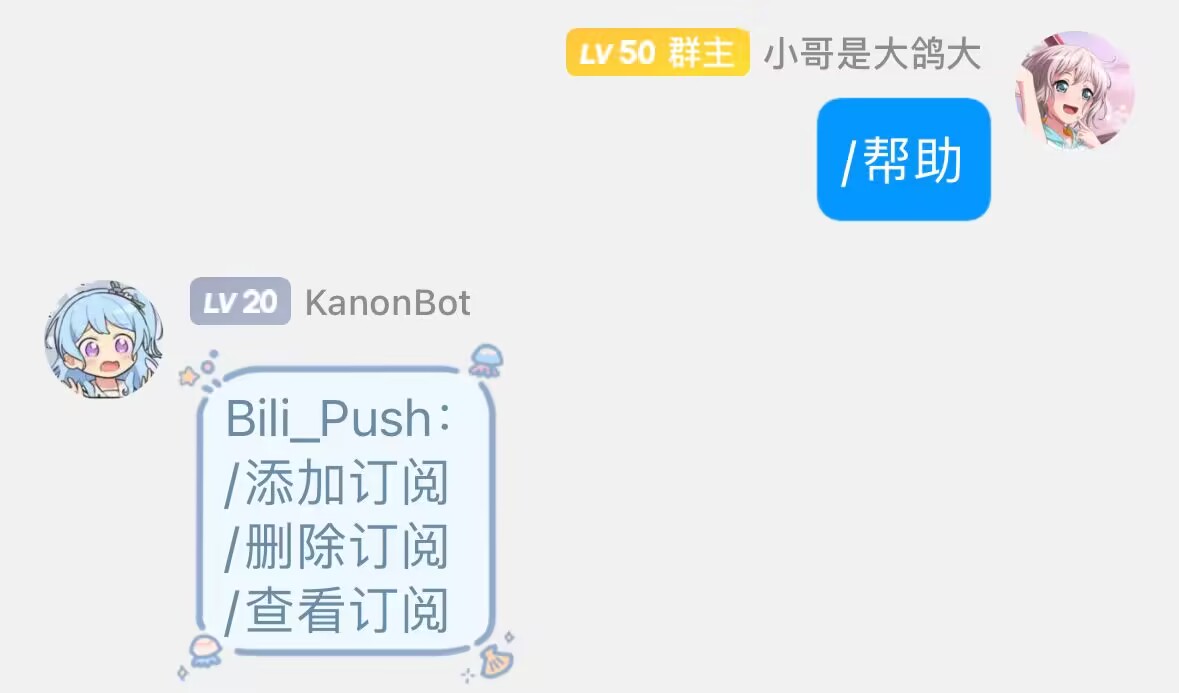 LV 50 群主 小哥是大鸽大
/帮助
LV 20 KanonBot
Bili_Push：
/添加订阅
/删除订阅
/查看订阅